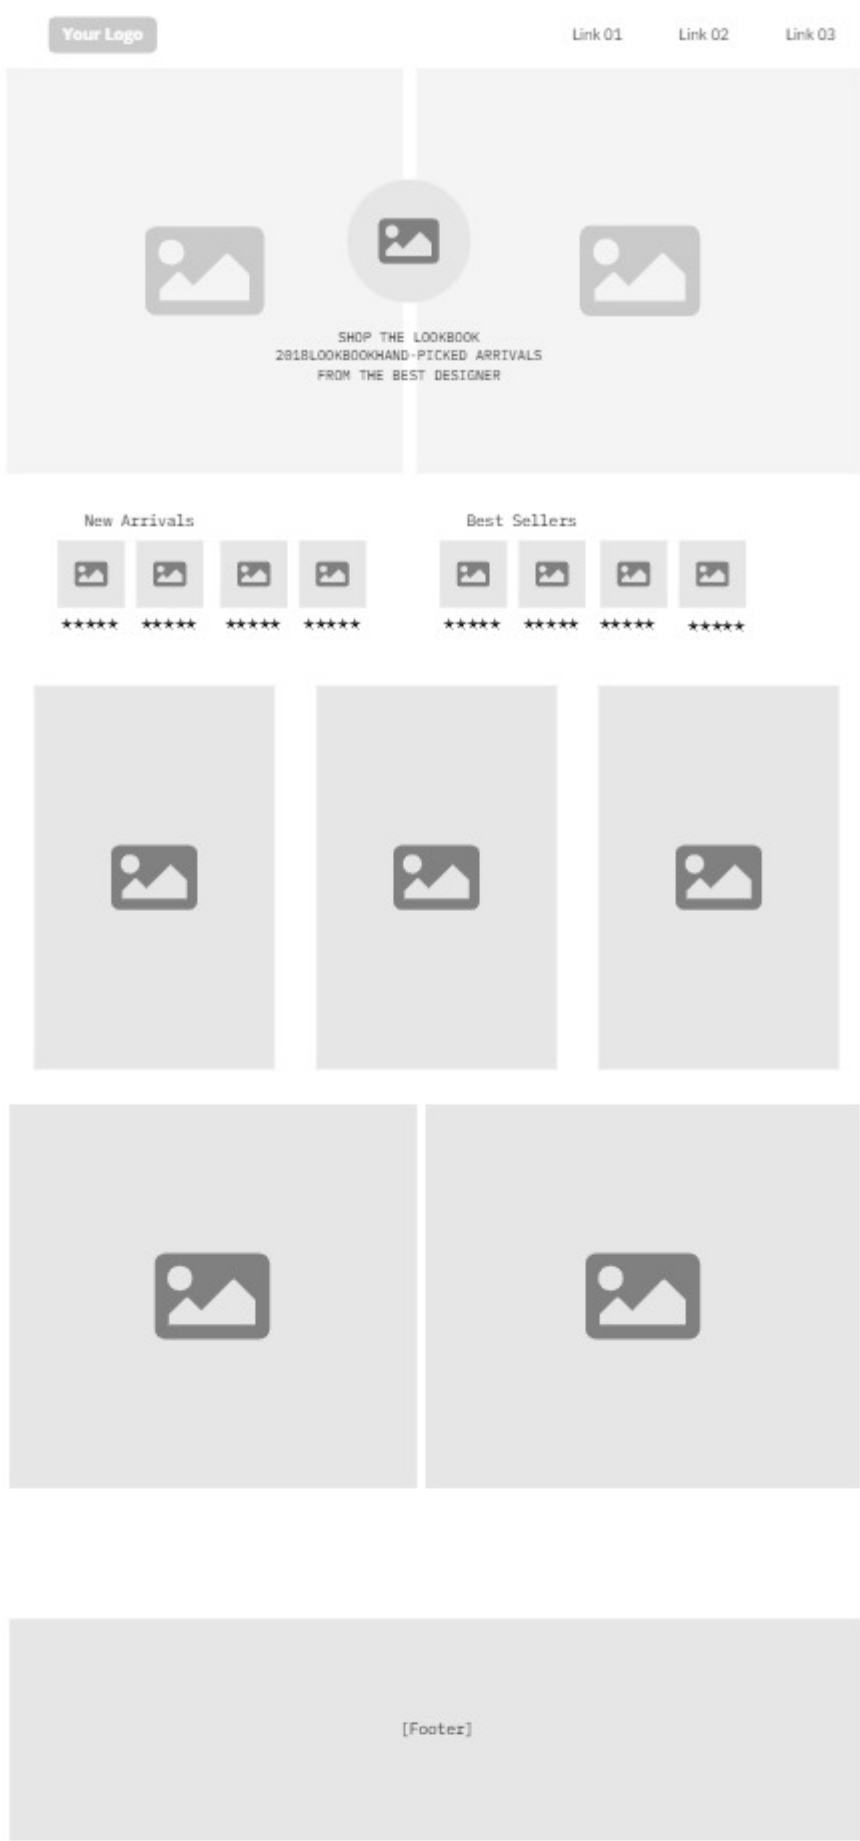 Your Logo
Link 01
Link 02
Link 03
SHOP THE LOOKBOOK
2018LOOKBOOKHAND-PICKED ARRIVALS
FROM THE BEST DESIGNER
New Arrivals
Best Sellers
★★★★★ ★★★★★ ★★★★★ ★★★★★
★★★★★ ★★★★★ ★★★★★ ★★★★★
[Footer]